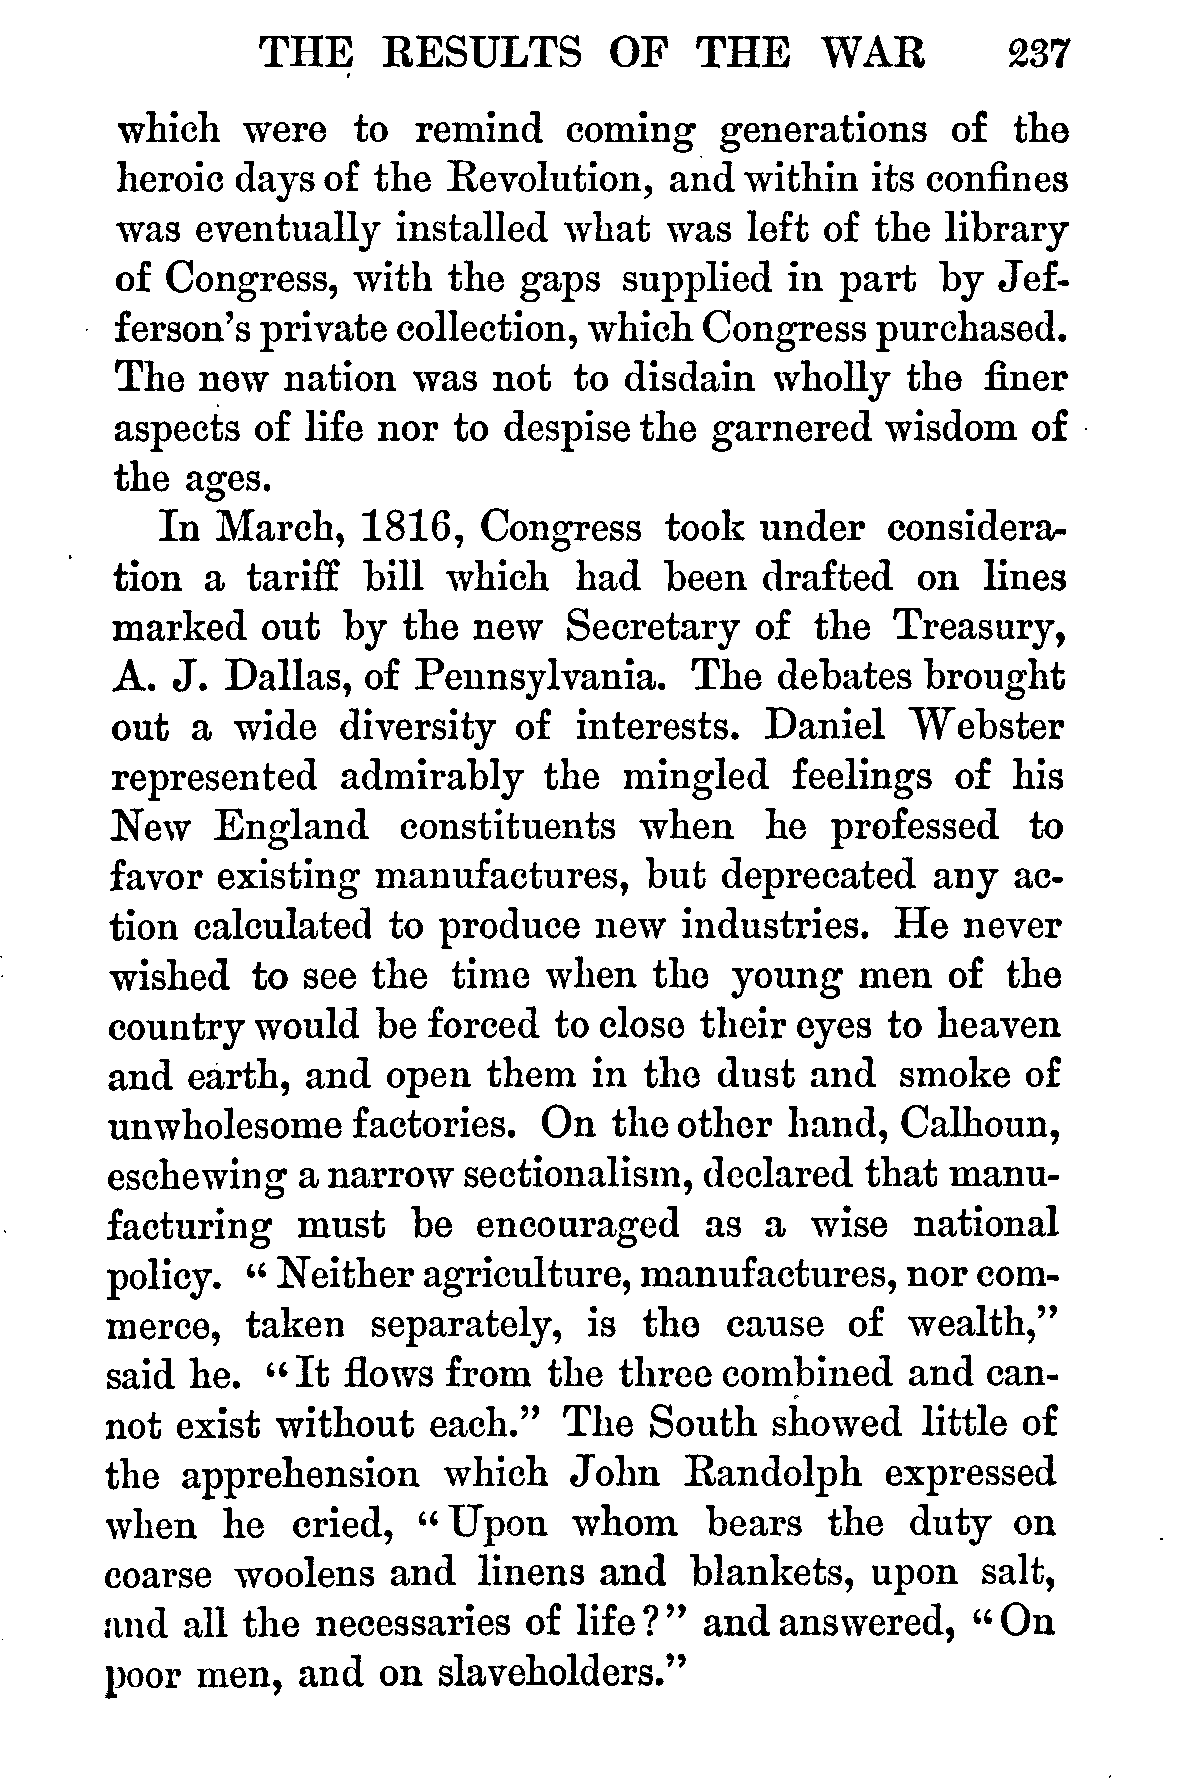 THE RESULTS OF THE WAR 237
which were to remind coming generations of the
heroic days of the Revolution, and within its confines
was eventually installed what was left of the library
of Congress, with the gaps supplied in part by Jef-
ferson's private collection, which Congress purchased.
The new nation was not to disdain wholly the finer
aspects of life nor to despise the garnered wisdom of
the ages.
In March, 1816, Congress took under considera-
tion a tariff bill which had been drafted on lines
marked out by the new Secretary of the Treasury,
A. J. Dallas, of Pennsylvania. The debates brought
out a wide diversity of interests. Daniel Webster
represented admirably the mingled feelings of his
New England constituents when he professed to
favor existing manufactures, but deprecated any ac-
tion calculated to produce new industries. He never
wished to see the time when the young men of the
country would be forced to close their eyes to heaven
and earth, and open them in the dust and smoke of
unwholesome factories. On the other hand, Calhoun,
eschewing a narrow sectionalism, declared that manu-
facturing must be encouraged as a wise national
policy. "Neither agriculture, manufactures, nor com-
merce, taken separately, is the cause of wealth,"
said he. "It flows from the three combined and can-
not exist without each." The South showed little of
the apprehension which John Randolph expressed
when he cried, "Upon whom bears the duty on
coarse woolens and linens and blankets, upon salt,
and all the necessaries of life?" and answered, "On
poor men, and on slaveholders."